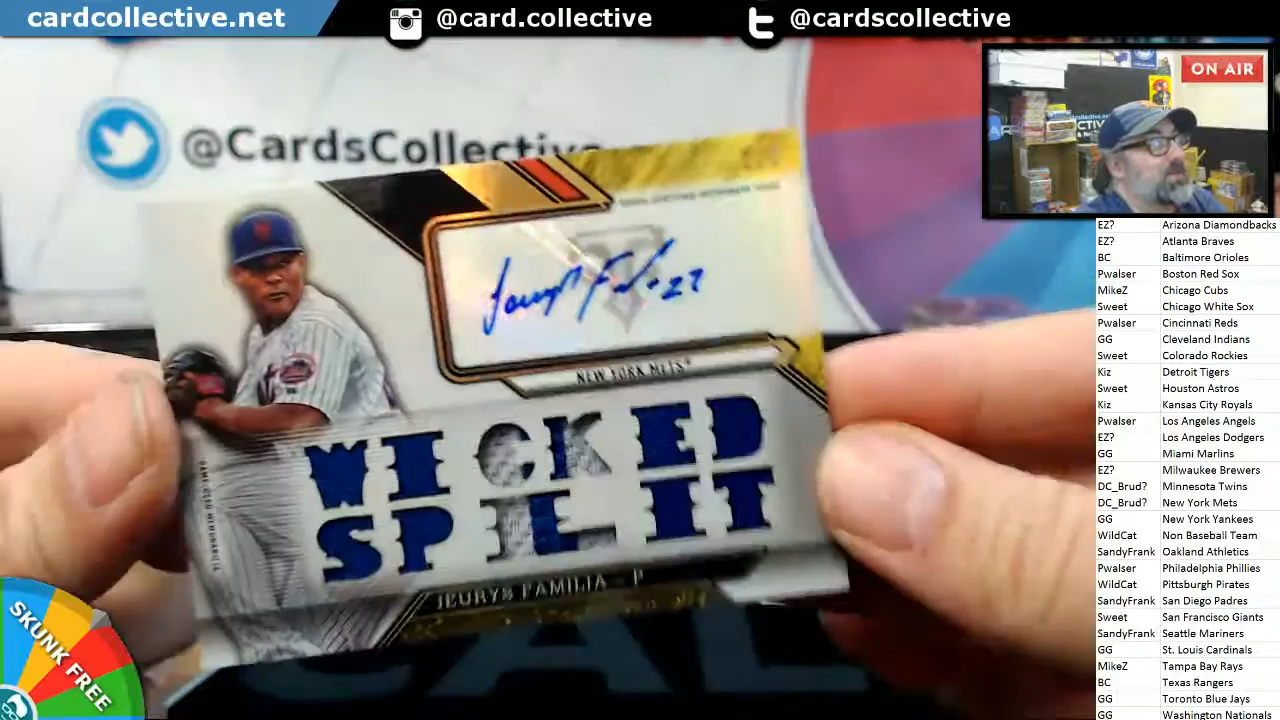 cardcollective.net
@card.collective
@cardscollective
ON AIR
@CardsCollective
NEW YORK METS
WICKED
SPLIT
JEURYS FAMILIA - P
SKUNK FREE
EZ? Arizona Diamondbacks
EZ? Atlanta Braves
BC Baltimore Orioles
Pwalser Boston Red Sox
MikeZ Chicago Cubs
Sweet Chicago White Sox
Pwalser Cincinnati Reds
GG Cleveland Indians
Sweet Colorado Rockies
Kiz Detroit Tigers
Sweet Houston Astros
Kiz Kansas City Royals
Pwalser Los Angeles Angels
EZ? Los Angeles Dodgers
GG Miami Marlins
EZ? Milwaukee Brewers
DC_Brud? Minnesota Twins
DC_Brud? New York Mets
GG New York Yankees
WildCat Non Baseball Team
SandyFrank Oakland Athletics
Pwalser Philadelphia Phillies
WildCat Pittsburgh Pirates
SandyFrank San Diego Padres
Sweet San Francisco Giants
SandyFrank Seattle Mariners
GG St. Louis Cardinals
MikeZ Tampa Bay Rays
BC Texas Rangers
GG Toronto Blue Jays
GG Washington Nationals